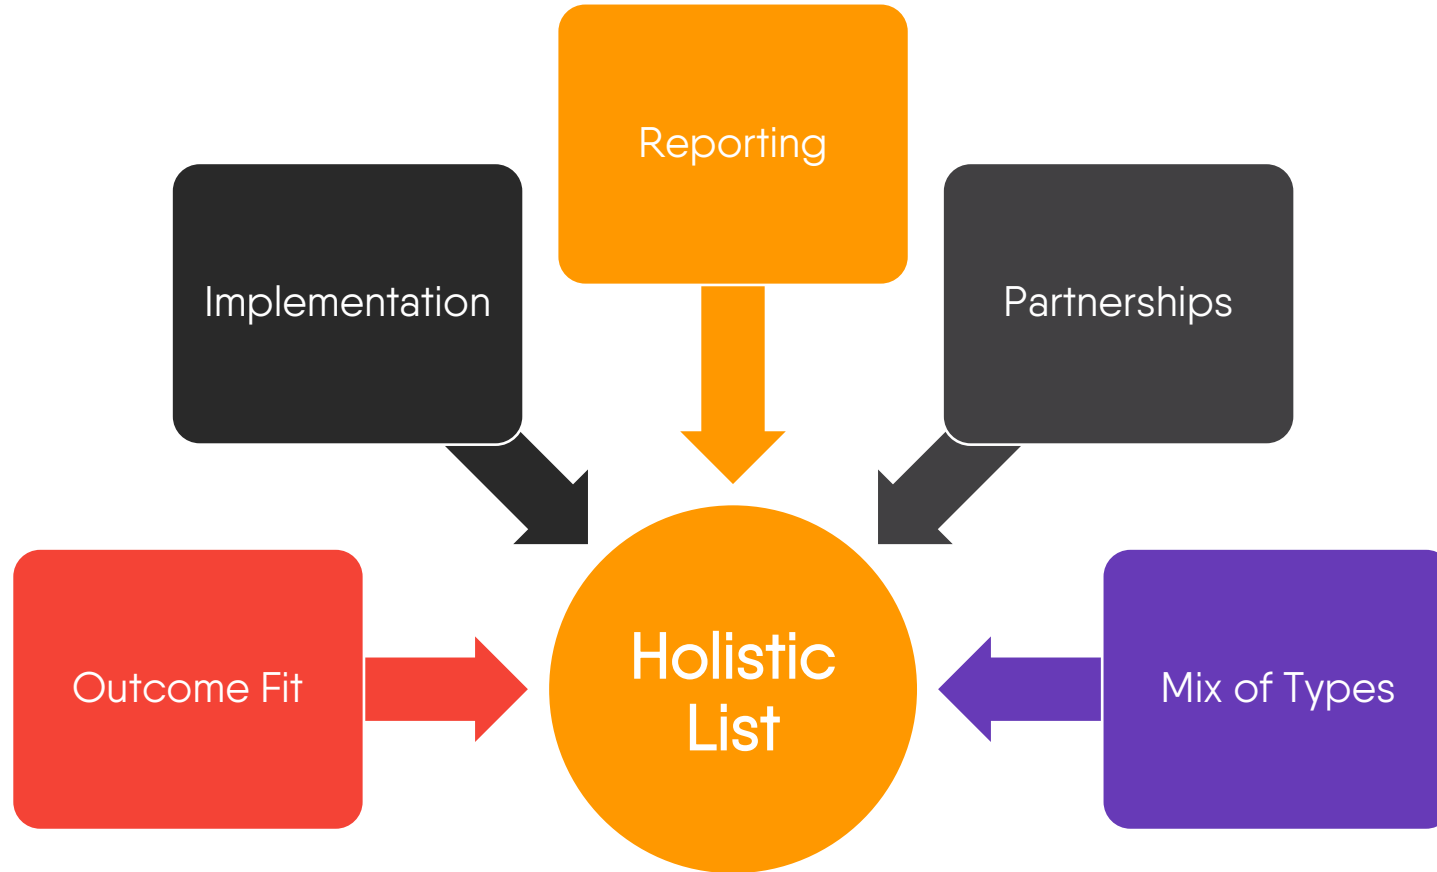 Reporting
Implementation
Partnerships
Outcome Fit
Holistic
List
Mix of Types